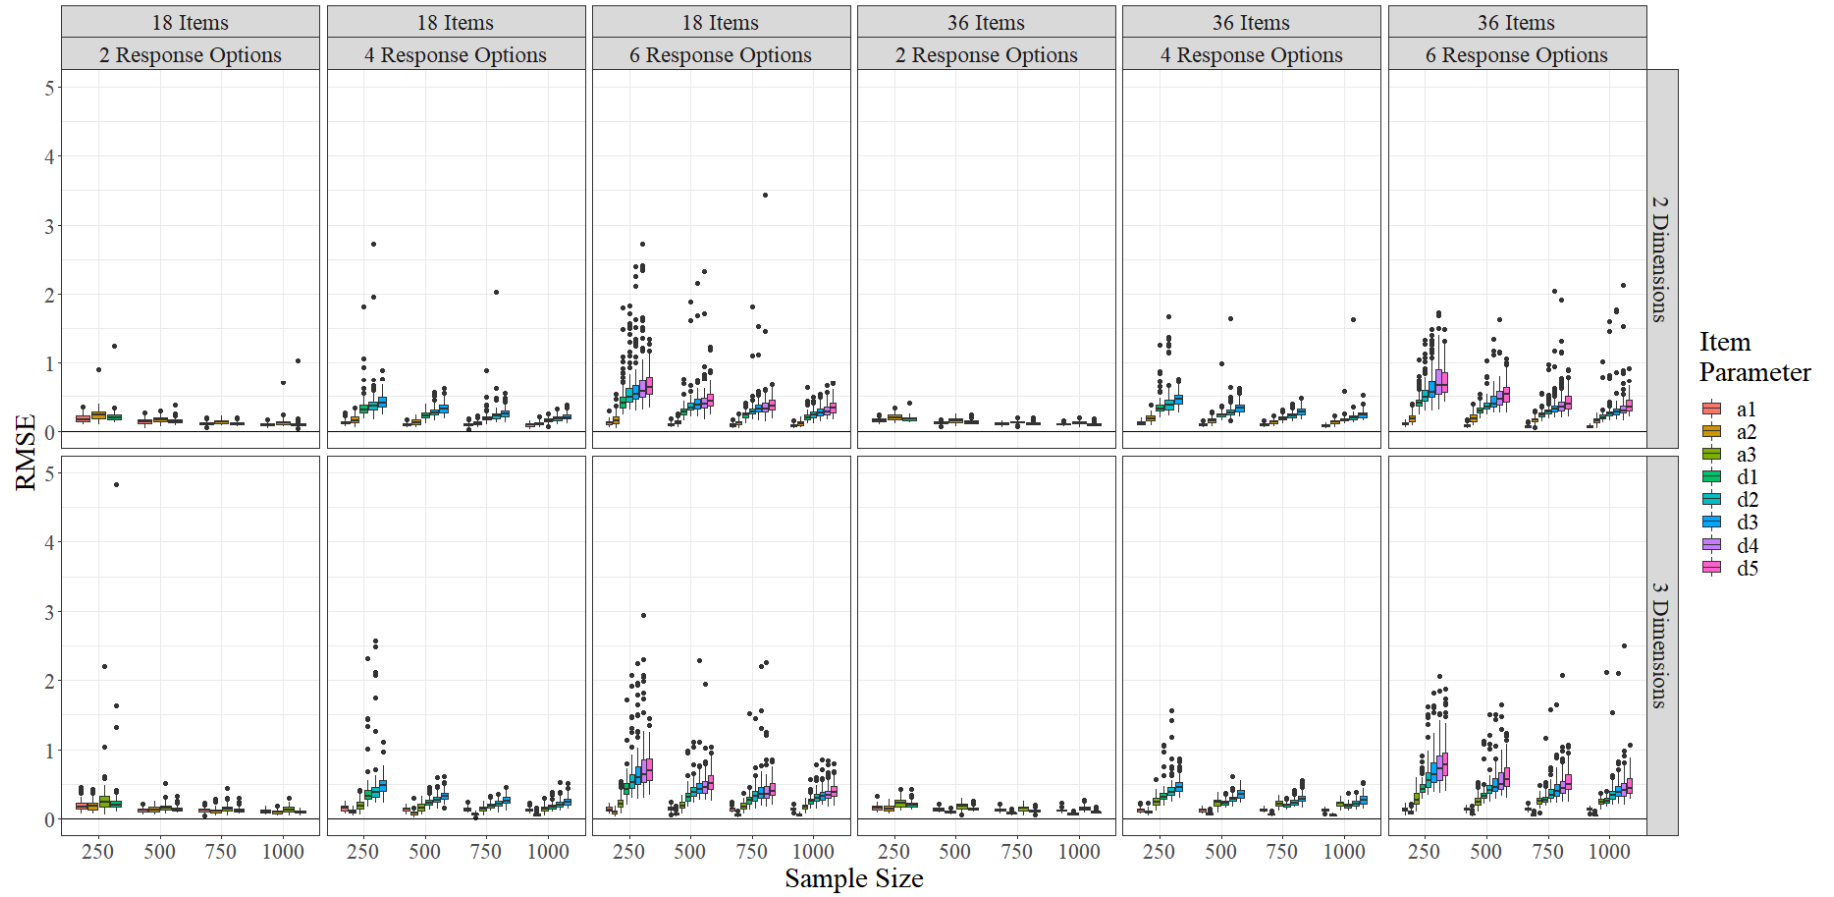 18 Items
18 Items
18 Items
36 Items
36 Items
36 Items
2 Response Options
4 Response Options
6 Response Options
2 Response Options
4 Response Options
6 Response Options
5
4
3
2
1
0
2 Dimensions
5
4
3
2
1
0
3 Dimensions
RMSE
250 500 750 1000
250 500 750 1000
250 500 750 1000
250 500 750 1000
250 500 750 1000
250 500 750 1000
Sample Size
Item
Parameter
a1
a2
a3
d1
d2
d3
d4
d5